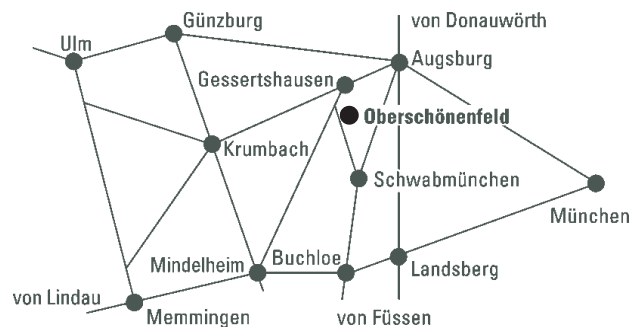 von Donauwörth
Günzburg
Ulm
Augsburg
Gessertshausen
Oberschönenfeld
Krumbach
Schwabmünchen
München
Mindelheim
Buchloe
Landsberg
von Lindau
Memmingen
von Füssen